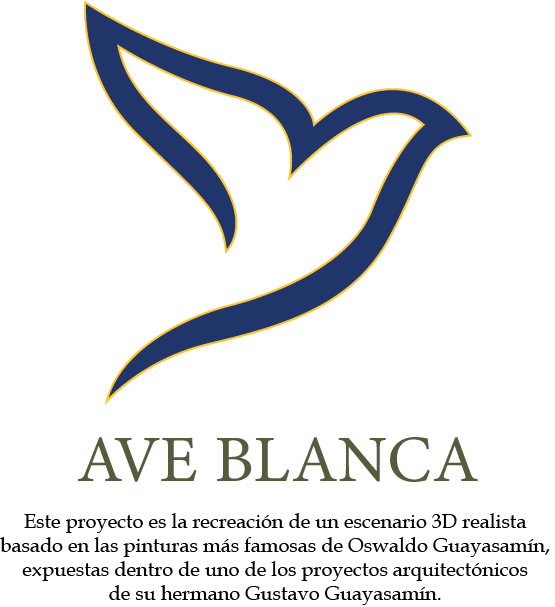 AVE BLANCA
Este proyecto es la recreación de un escenario 3D realista
basado en las pinturas más famosas de Oswaldo Guayasamín,
expuestas dentro de uno de los proyectos arquitectónicos
de su hermano Gustavo Guayasamín.